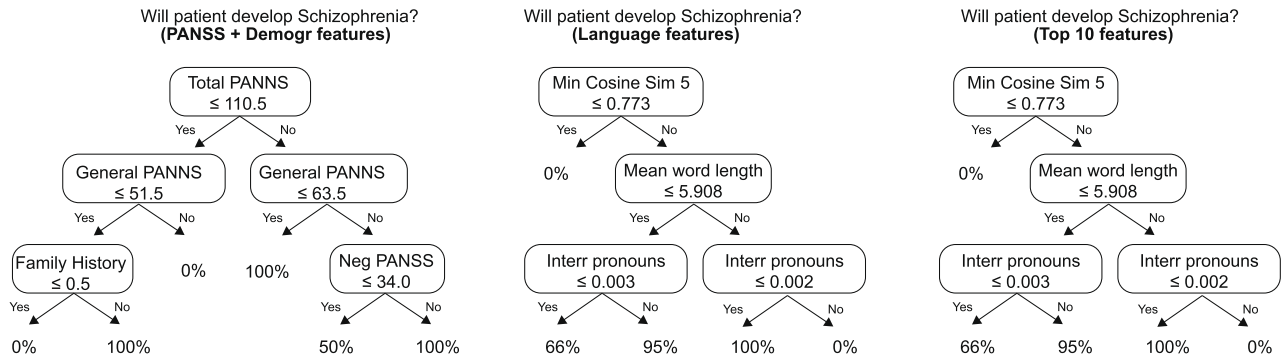 Will patient develop Schizophrenia?
(PANSS + Demogr features)
Total PANNS
≤ 110.5
Yes
No
General PANNS
≤ 51.5
General PANNS
≤ 63.5
Yes
No
Yes
No
Family History
≤ 0.5
0%
100%
Neg PANSS
≤ 34.0
Yes
No
Yes
No
0%
100%
50%
100%
Will patient develop Schizophrenia?
(Language features)
Min Cosine Sim 5
≤ 0.773
Yes
No
0%
Mean word length
≤ 5.908
Yes
No
Interr pronouns
≤ 0.003
Interr pronouns
≤ 0.002
Yes
No
Yes
No
66%
95%
100%
0%
Will patient develop Schizophrenia?
(Top 10 features)
Min Cosine Sim 5
≤ 0.773
Yes
No
0%
Mean word length
≤ 5.908
Yes
No
Interr pronouns
≤ 0.003
Interr pronouns
≤ 0.002
Yes
No
Yes
No
66%
95%
100%
0%